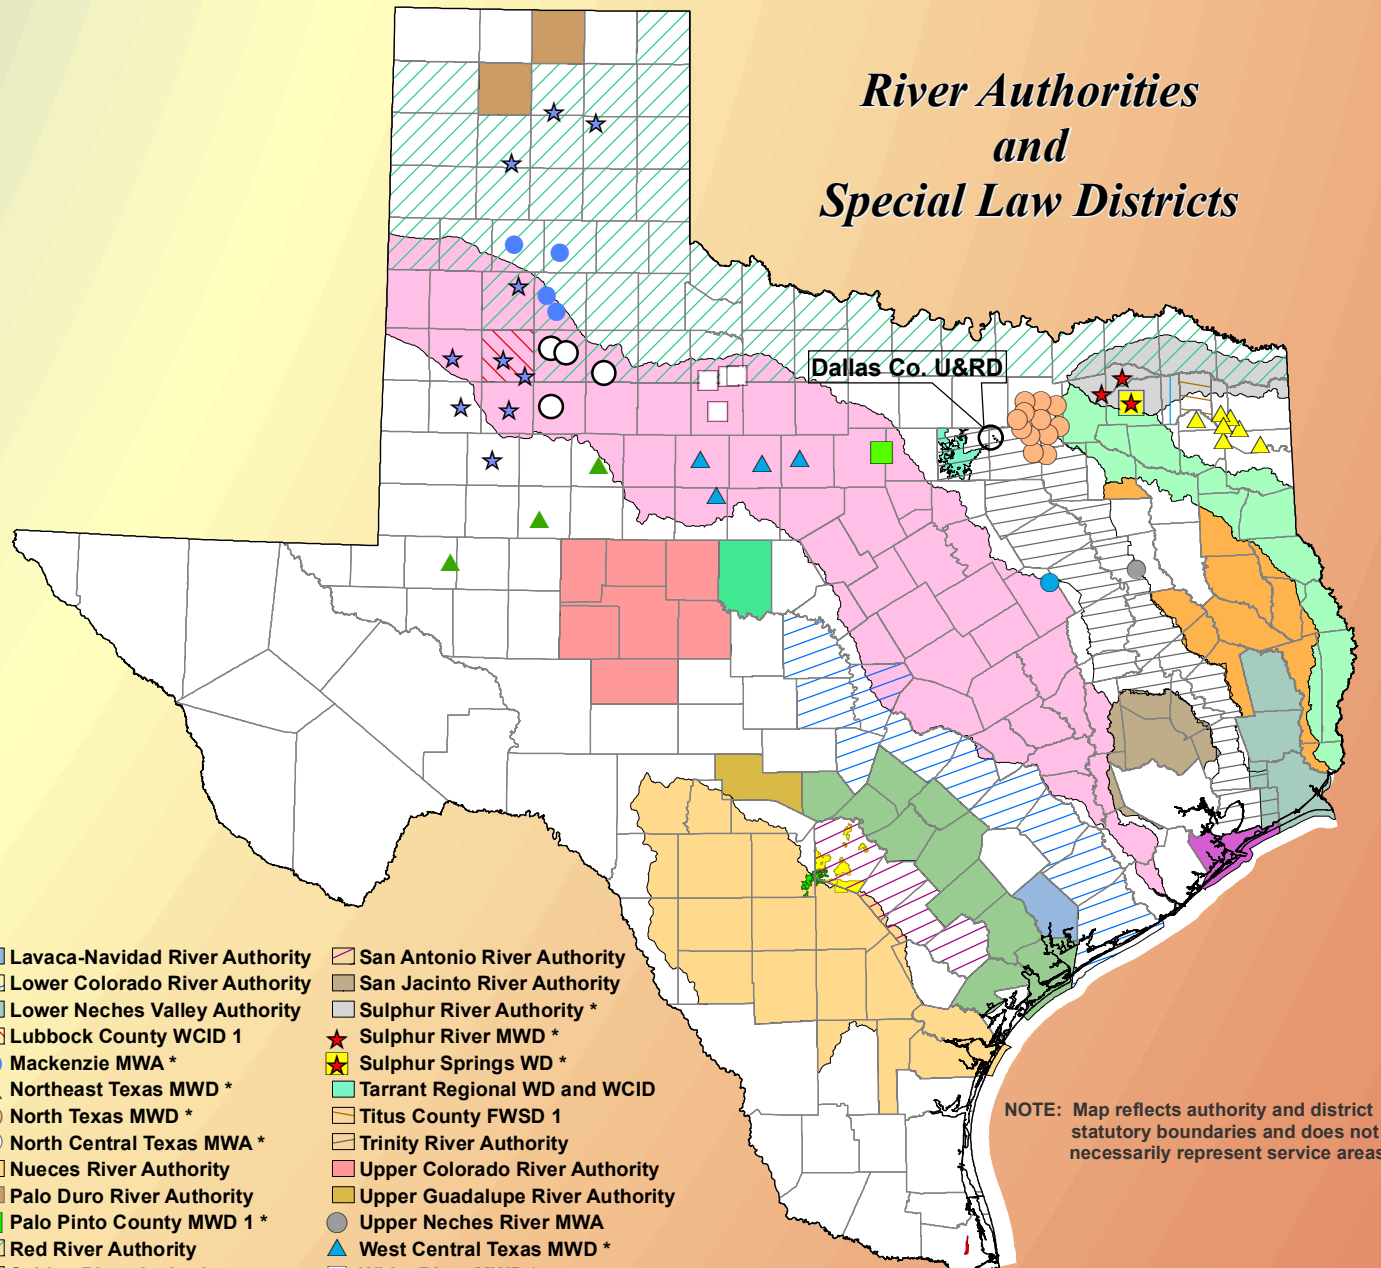 River Authorities
and
Special Law Districts
Dallas Co. U&RD
Lavaca-Navidad River Authority
Lower Colorado River Authority
Lower Neches Valley Authority
Lubbock County WCID 1
Mackenzie MWA *
Northeast Texas MWD *
North Texas MWD *
North Central Texas MWA *
Nueces River Authority
Palo Duro River Authority
Palo Pinto County MWD 1 *
Red River Authority
San Antonio River Authority
San Jacinto River Authority
Sulphur River Authority *
Sulphur River MWD *
Sulphur Springs WD *
Tarrant Regional WD and WCID
Titus County FWSD 1
Trinity River Authority
Upper Colorado River Authority
Upper Guadalupe River Authority
Upper Neches River MWA
West Central Texas MWD *
NOTE: Map reflects authority and district
statutory boundaries and does not
necessarily represent service areas